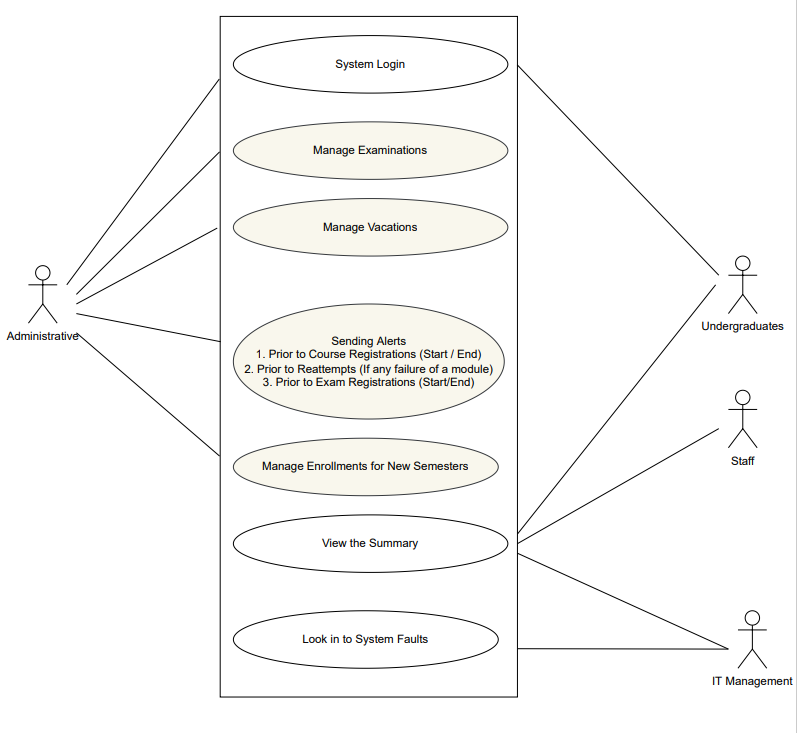 System Login
Manage Examinations
Manage Vacations
Sending Alerts
1. Prior to Course Registrations (Start / End)
2. Prior to Reattempts (If any failure of a module)
3. Prior to Exam Registrations (Start/End)
Manage Enrollments for New Semesters
View the Summary
Look in to System Faults
Administrative
Undergraduates
Staff
IT Management